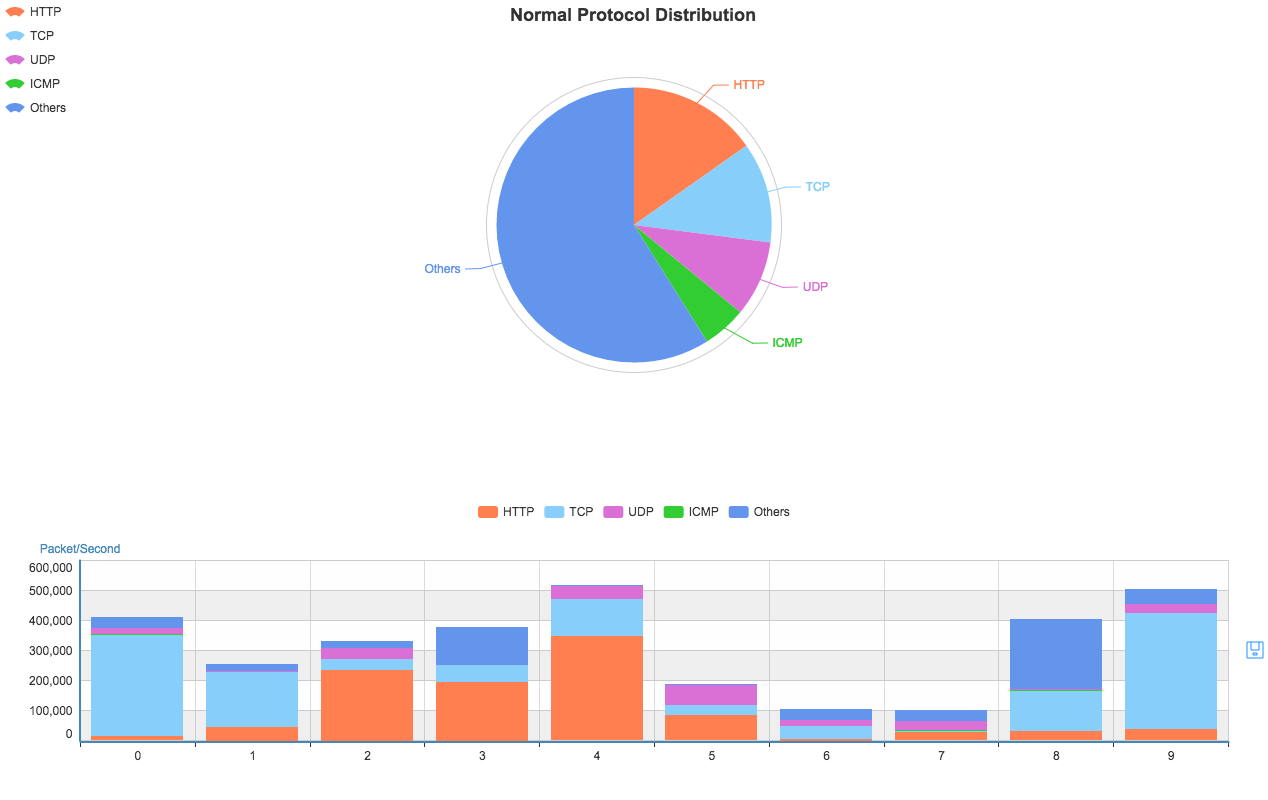 Normal Protocol Distribution
HTTP
TCP
UDP
ICMP
Others
HTTP
TCP
UDP
ICMP
Others
HTTP TCP UDP ICMP Others
Packet/Second
600,000
500,000
400,000
300,000
200,000
100,000
0
0 1 2 3 4 5 6 7 8 9